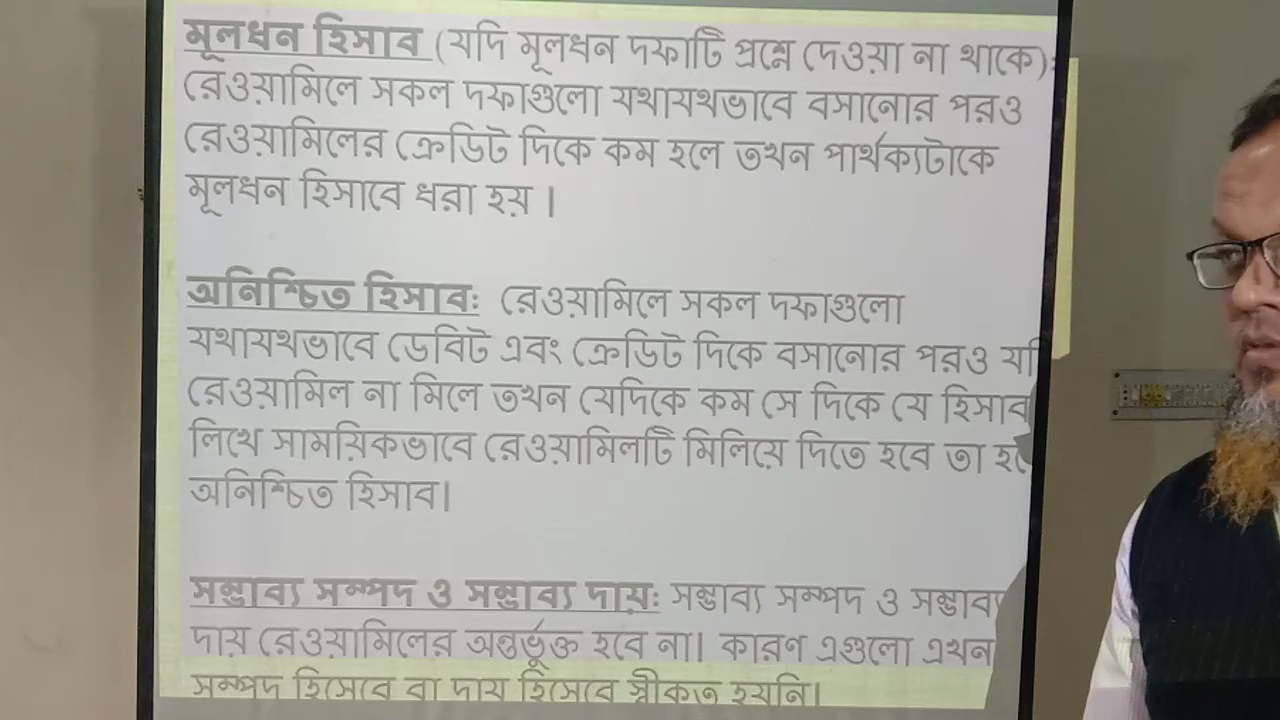 মূলধন হিসাব (যদি মূলধন দফাটি প্রশ্নে দেওয়া না থাকে):
রেওয়ামিলে সকল দফাগুলো যথাযথভাবে বসানোর পরও
রেওয়ামিলের ক্রেডিট দিকে কম হলে তখন পার্থক্যটাকে
মূলধন হিসাবে ধরা হয়।
অনিশ্চিত হিসাব: রেওয়ামিলে সকল দফাগুলো
যথাযথভাবে ডেবিট এবং ক্রেডিট দিকে বসানোর পরও
রেওয়ামিল না মিলে তখন যেদিকে কম সে দিকে যে হিসাব
লিখে সাময়িকভাবে রেওয়ামিলটি মিলিয়ে দিতে হবে তা
অনিশ্চিত হিসাব।
সম্ভাব্য সম্পদ ও সম্ভাব্য দায়: সম্ভাব্য সম্পদ ও সম্ভাব্য
দায় রেওয়ামিলের অন্তর্ভুক্ত হবে না। কারণ এগুলো এখন
সম্পদ হিসেবে বা দায় হিসেবে স্বীকৃত হয়নি।